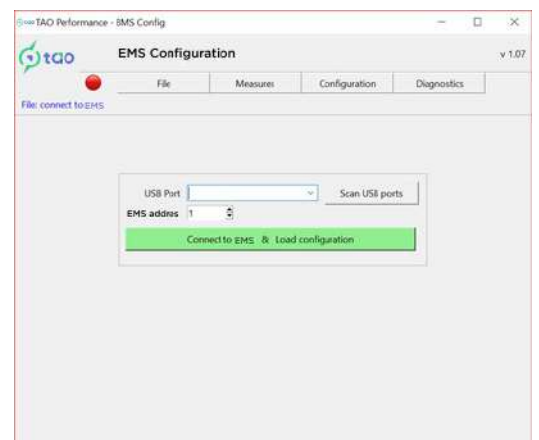 TAO Performance - BMS Config
tao
EMS Configuration
v 1.07
File
Measures
Configuration
Diagnostics
File: connect to EMS
USB Port
Scan USB ports
EMS addres
1
Connect to EMS & Load configuration